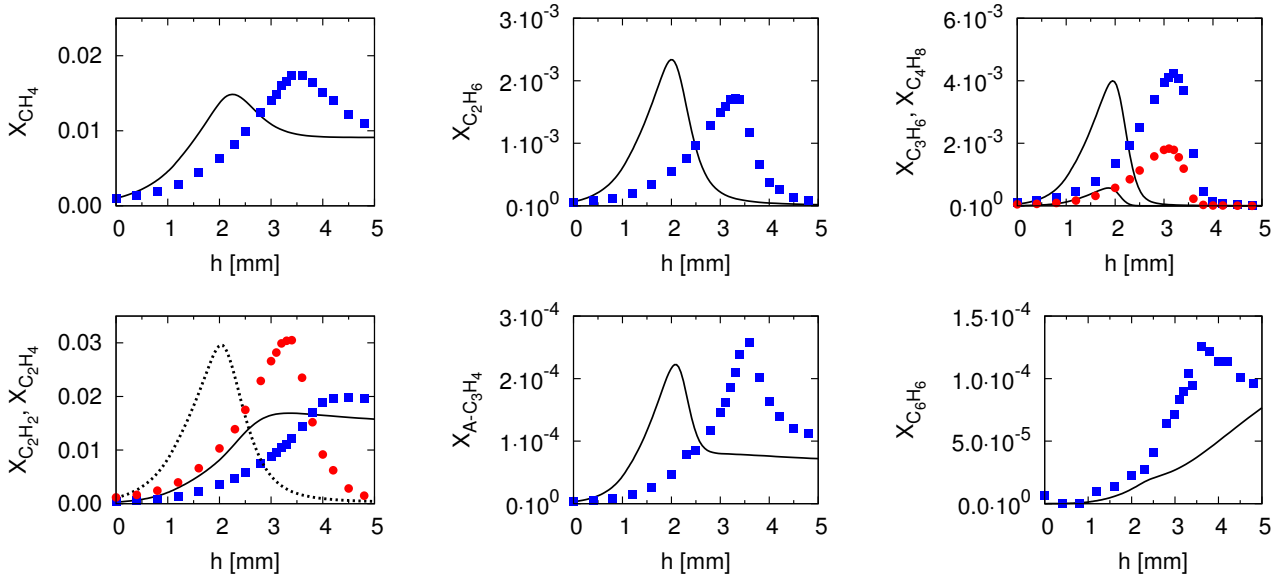 X_CH4
0.02
0.01
0.00
0 1 2 3 4 5
h [mm]
X_C2H6
3·10^-3
2·10^-3
1·10^-3
0·10^0
0 1 2 3 4 5
h [mm]
X_C3H6, X_C4H8
6·10^-3
4·10^-3
2·10^-3
0·10^0
0 1 2 3 4 5
h [mm]
X_C2H2, X_C2H4
0.03
0.02
0.01
0.00
0 1 2 3 4 5
h [mm]
X_A-C3H4
3·10^-4
2·10^-4
1·10^-4
0·10^0
0 1 2 3 4 5
h [mm]
X_C6H6
1.5·10^-4
1·10^-4
5.0·10^-5
0·10^0
0 1 2 3 4 5
h [mm]